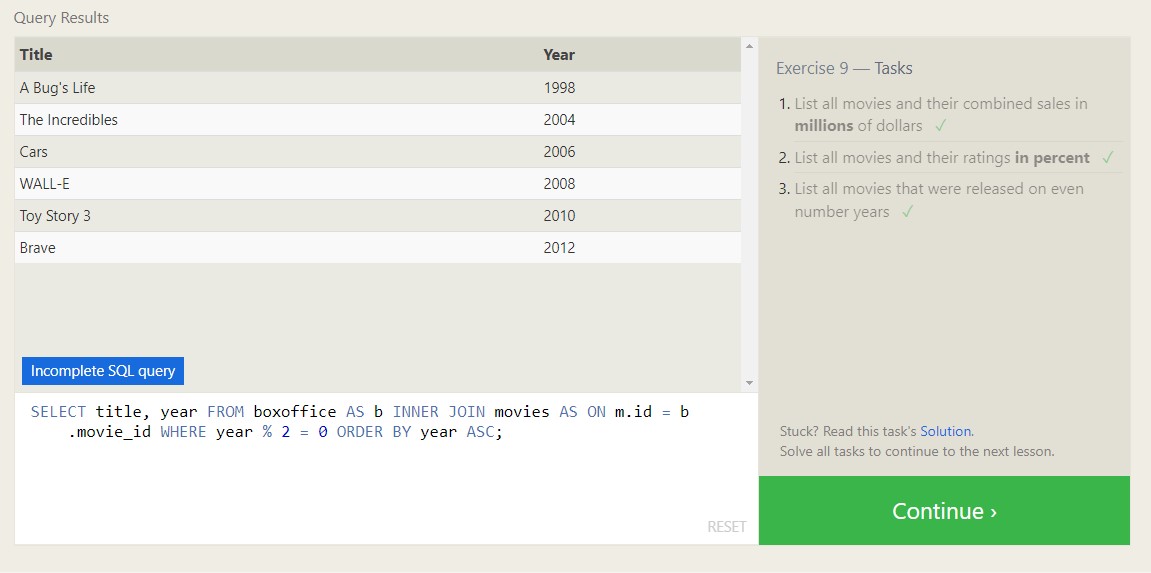 Query Results
Title Year
A Bug's Life 1998
The Incredibles 2004
Cars 2006
WALL-E 2008
Toy Story 3 2010
Brave 2012
Incomplete SQL query
SELECT title, year FROM boxoffice AS b INNER JOIN movies AS ON m.id = b
.movie_id WHERE year % 2 = 0 ORDER BY year ASC;
RESET
Exercise 9 — Tasks
1. List all movies and their combined sales in
millions of dollars ✓
2. List all movies and their ratings in percent ✓
3. List all movies that were released on even
number years ✓
Stuck? Read this task's Solution.
Solve all tasks to continue to the next lesson.
Continue ›